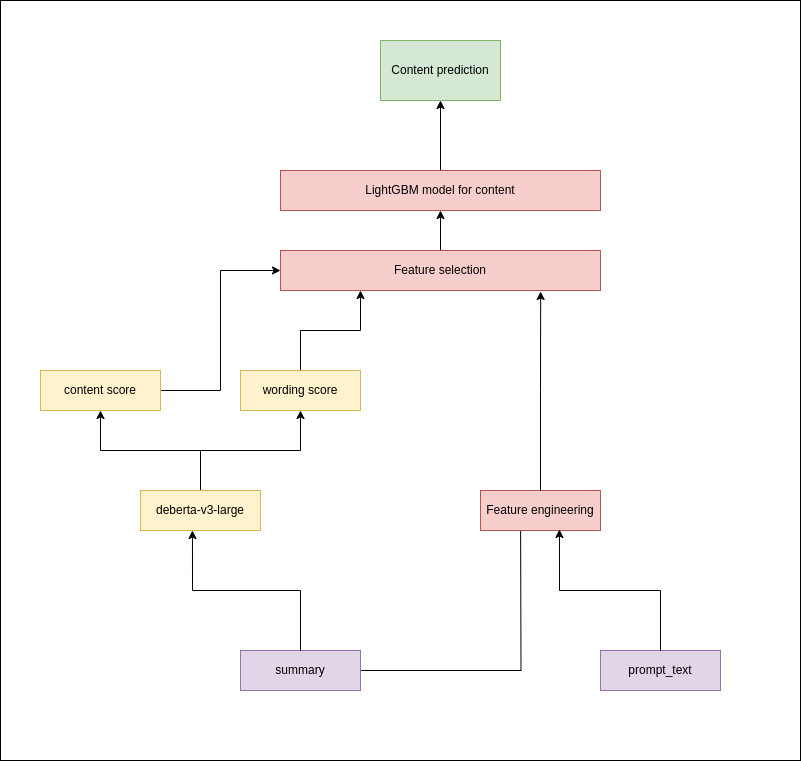 Content prediction
LightGBM model for content
Feature selection
content score
wording score
deberta-v3-large
Feature engineering
summary
prompt_text